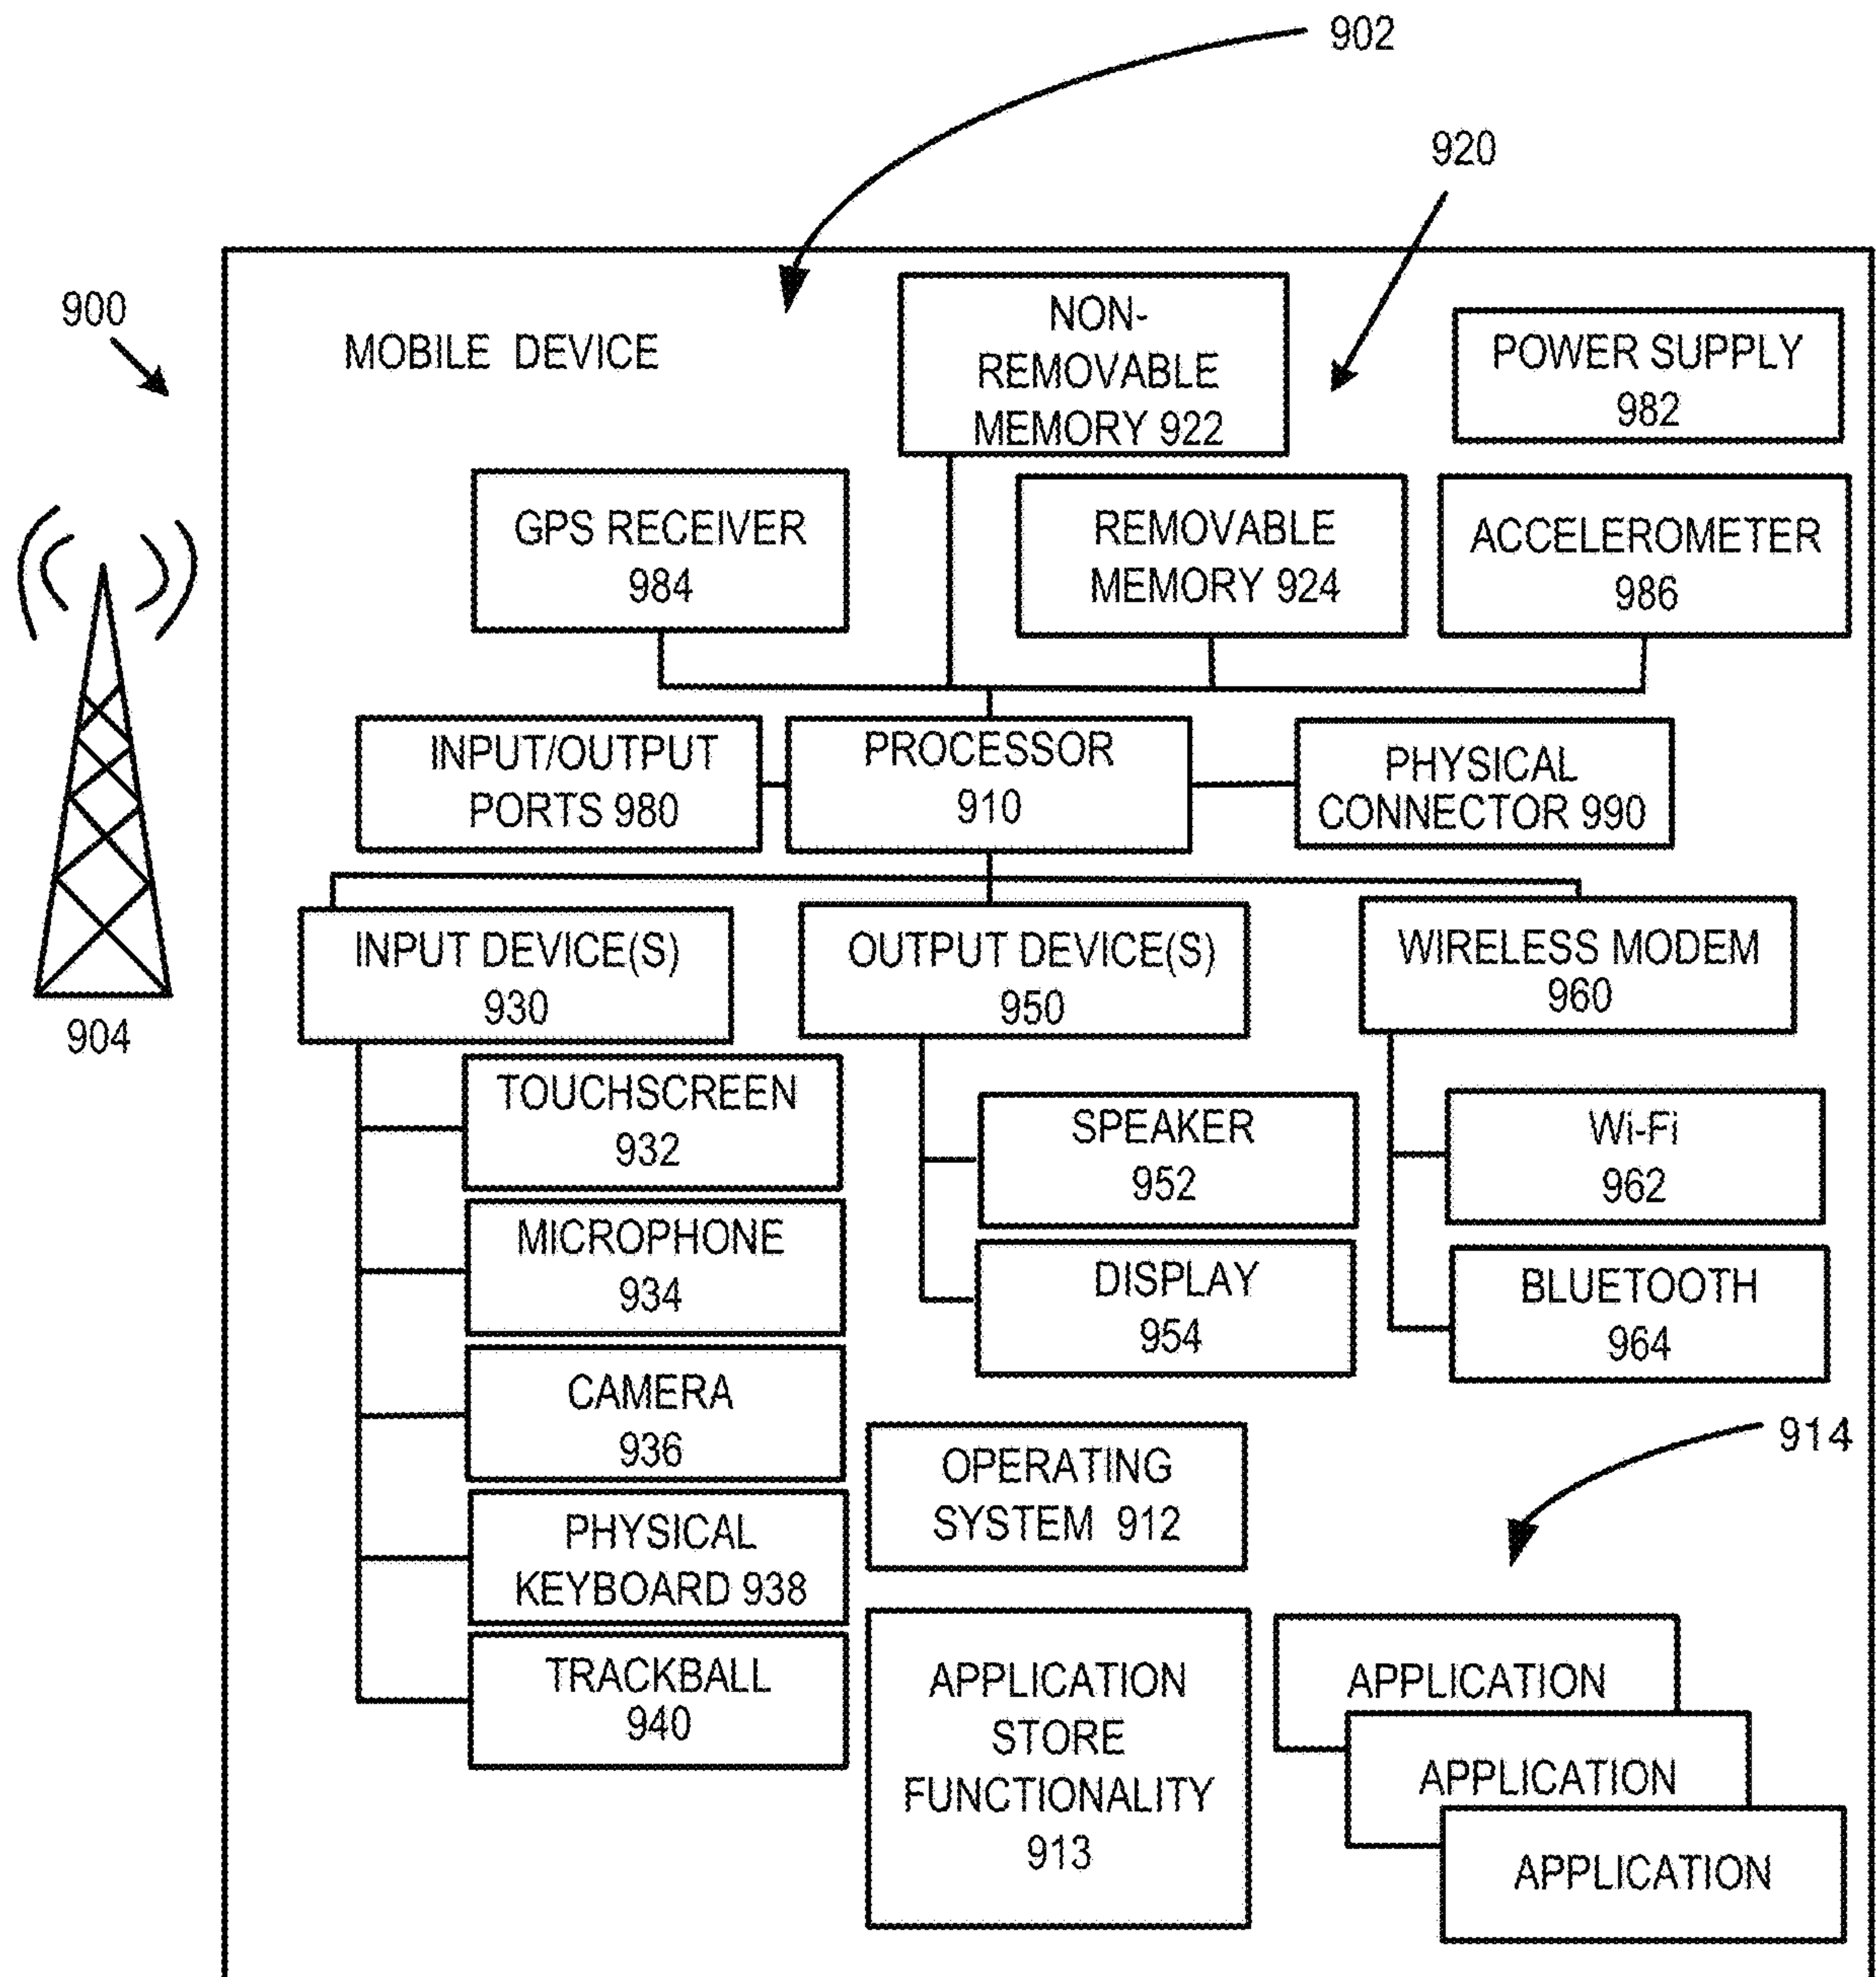 902
920
900
MOBILE DEVICE
NON-
REMOVABLE
MEMORY 922
POWER SUPPLY
982
GPS RECEIVER
984
REMOVABLE
MEMORY 924
ACCELEROMETER
986
INPUT/OUTPUT
PORTS 980
PROCESSOR
910
PHYSICAL
CONNECTOR 990
INPUT DEVICE(S)
930
OUTPUT DEVICE(S)
950
WIRELESS MODEM
960
904
TOUCHSCREEN
932
MICROPHONE
934
CAMERA
936
PHYSICAL
KEYBOARD 938
TRACKBALL
940
SPEAKER
952
DISPLAY
954
Wi-Fi
962
BLUETOOTH
964
OPERATING
SYSTEM 912
APPLICATION
STORE
FUNCTIONALITY
913
914
APPLICATION
APPLICATION
APPLICATION